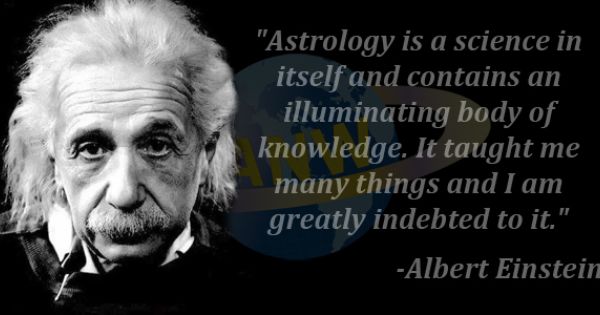 "Astrology is a science in
itself and contains an
illuminating body of
knowledge. It taught me
many things and I am
greatly indebted to it."
-Albert Einstein
ANW